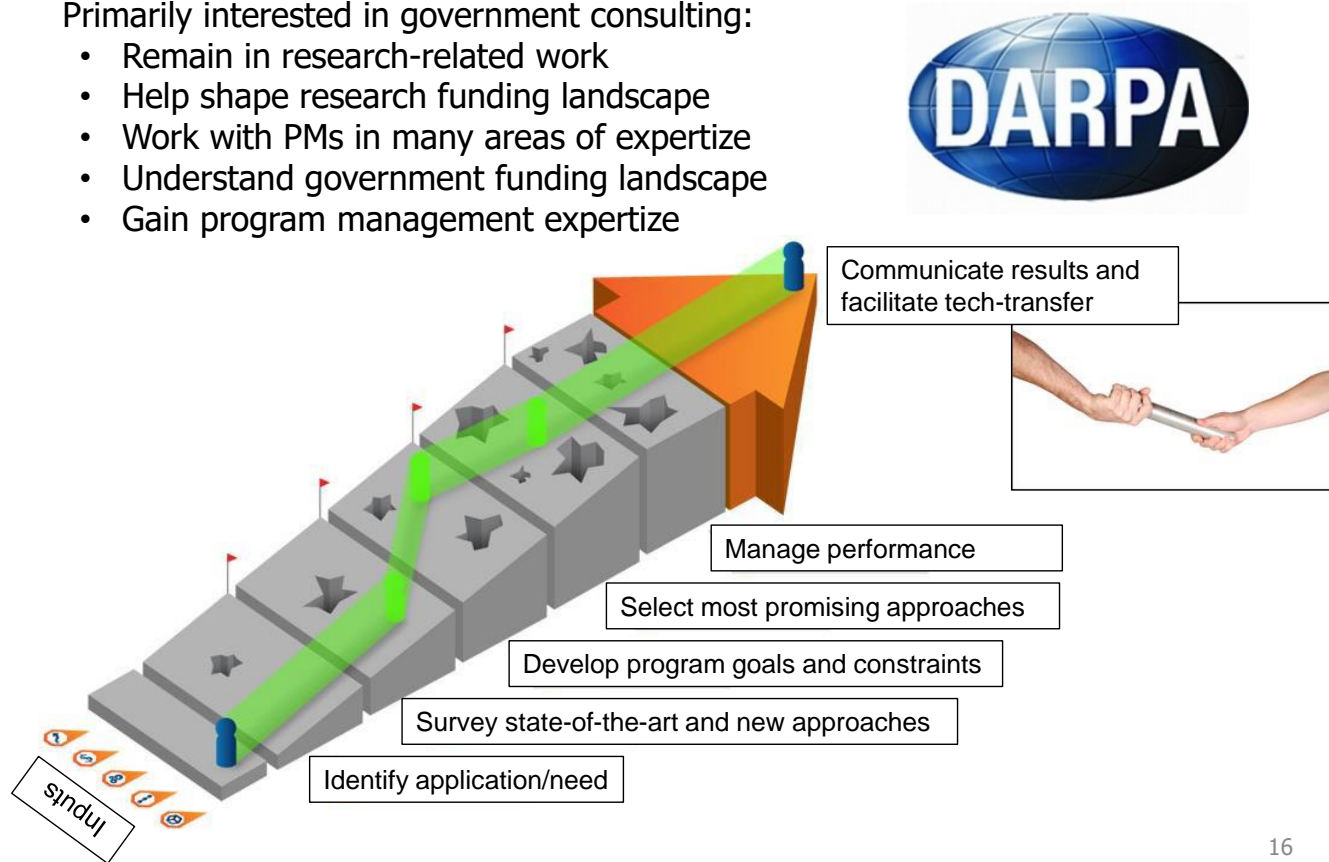 Primarily interested in government consulting:
• Remain in research-related work
• Help shape research funding landscape
• Work with PMs in many areas of expertize
• Understand government funding landscape
• Gain program management expertize
DARPA
Communicate results and
facilitate tech-transfer
Manage performance
Select most promising approaches
Develop program goals and constraints
Survey state-of-the-art and new approaches
Identify application/need
Inputs
16